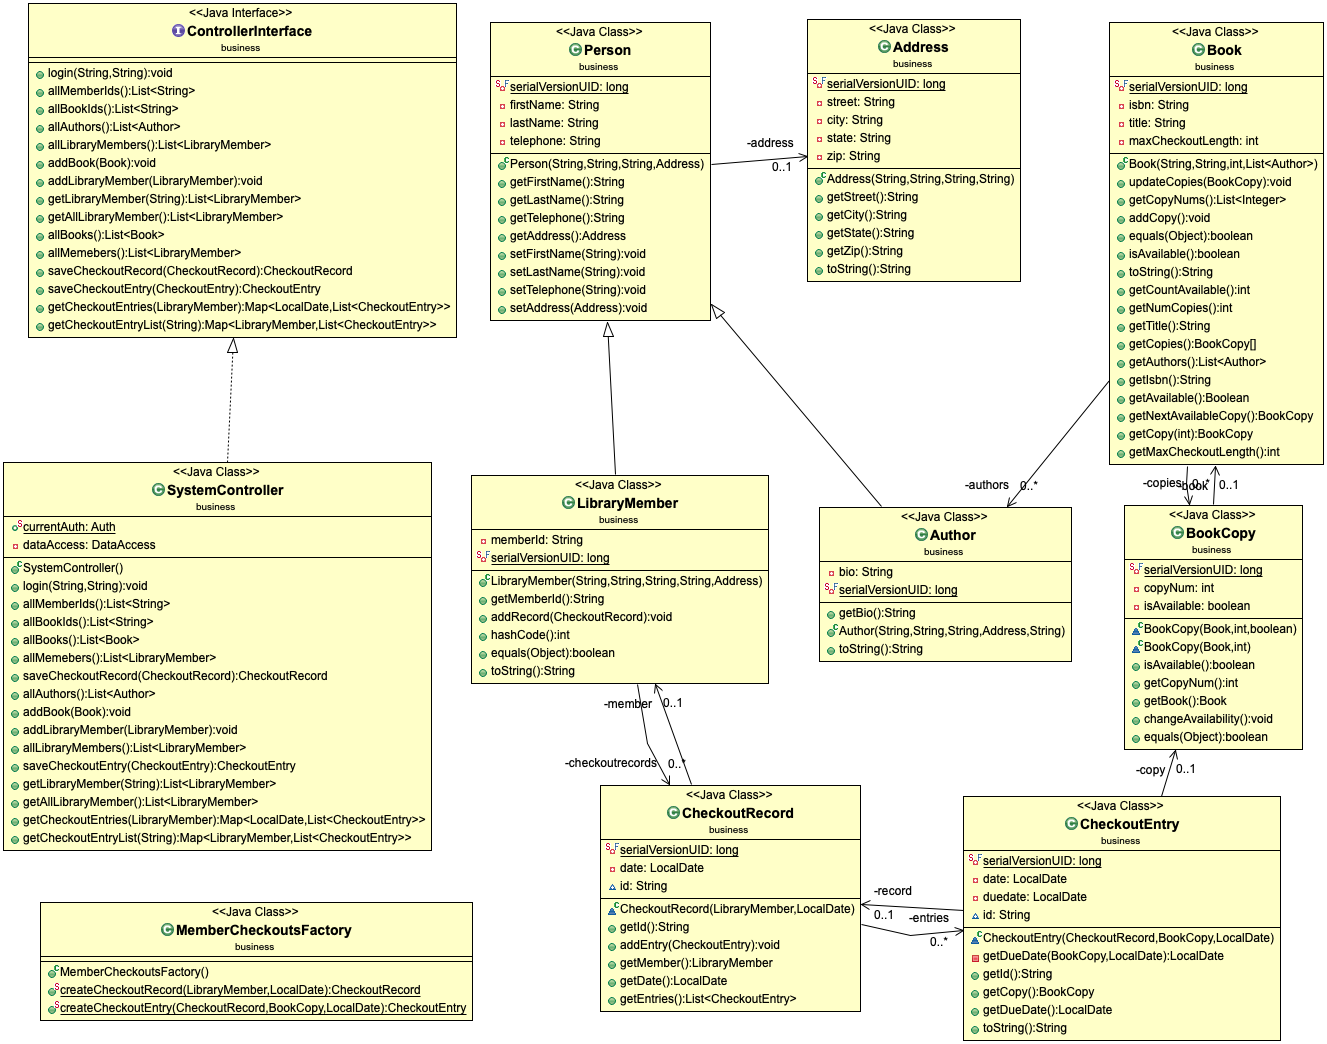 <<Java Interface>>
ControllerInterface
business
login(String,String):void
allMemberIds():List<String>
allBookIds():List<String>
allAuthors():List<Author>
allLibraryMembers():List<LibraryMember>
addBook(Book):void
addLibraryMember(LibraryMember):void
getLibraryMember(String):List<LibraryMember>
getAllLibraryMember():List<LibraryMember>
allBooks():List<Book>
allMemebers():List<LibraryMember>
saveCheckoutRecord(CheckoutRecord):CheckoutRecord
saveCheckoutEntry(CheckoutEntry):CheckoutEntry
getCheckoutEntries(LibraryMember):Map<LocalDate,List<CheckoutEntry>>
getCheckoutEntryList(String):Map<LibraryMember,List<CheckoutEntry>>
<<Java Class>>
Person
business
serialVersionUID: long
firstName: String
lastName: String
telephone: String
Person(String,String,String,Address)
getFirstName():String
getLastName():String
getTelephone():String
getAddress():Address
setFirstName(String):void
setLastName(String):void
setTelephone(String):void
setAddress(Address):void
-address
0..1
<<Java Class>>
Address
business
serialVersionUID: long
street: String
city: String
state: String
zip: String
Address(String,String,String,String)
getStreet():String
getCity():String
getState():String
getZip():String
toString():String
<<Java Class>>
Book
business
serialVersionUID: long
isbn: String
title: String
maxCheckoutLength: int
Book(String,String,int,List<Author>)
updateCopies(BookCopy):void
getCopyNums():List<Integer>
addCopy():void
equals(Object):boolean
isAvailable():boolean
toString():String
getCountAvailable():int
getNumCopies():int
getTitle():String
getCopies():BookCopy[]
getAuthors():List<Author>
getIsbn():String
getAvailable():Boolean
getNextAvailableCopy():BookCopy
getCopy(int):BookCopy
getMaxCheckoutLength():int
<<Java Class>>
SystemController
business
currentAuth: Auth
dataAccess: DataAccess
SystemController()
login(String,String):void
allMemberIds():List<String>
allBookIds():List<String>
allBooks():List<Book>
allMemebers():List<LibraryMember>
saveCheckoutRecord(CheckoutRecord):CheckoutRecord
allAuthors():List<Author>
addBook(Book):void
addLibraryMember(LibraryMember):void
allLibraryMembers():List<LibraryMember>
saveCheckoutEntry(CheckoutEntry):CheckoutEntry
getLibraryMember(String):List<LibraryMember>
getAllLibraryMember():List<LibraryMember>
getCheckoutEntries(LibraryMember):Map<LocalDate,List<CheckoutEntry>>
getCheckoutEntryList(String):Map<LibraryMember,List<CheckoutEntry>>
<<Java Class>>
LibraryMember
business
memberId: String
serialVersionUID: long
LibraryMember(String,String,String,String,Address)
getMemberId():String
addRecord(CheckoutRecord):void
hashCode():int
equals(Object):boolean
toString():String
-authors 0..*
<<Java Class>>
Author
business
bio: String
serialVersionUID: long
getBio():String
Author(String,String,String,Address,String)
toString():String
-copies 0..*
-book 0..1
<<Java Class>>
BookCopy
business
serialVersionUID: long
copyNum: int
isAvailable: boolean
BookCopy(Book,int,boolean)
BookCopy(Book,int)
isAvailable():boolean
getCopyNum():int
getBook():Book
changeAvailability():void
equals(Object):boolean
-member 0..1
-checkoutrecords 0..*
-copy 0..1
<<Java Class>>
CheckoutRecord
business
serialVersionUID: long
date: LocalDate
id: String
CheckoutRecord(LibraryMember,LocalDate)
getId():String
addEntry(CheckoutEntry):void
getMember():LibraryMember
getDate():LocalDate
getEntries():List<CheckoutEntry>
-record
0..1
-entries
0..*
<<Java Class>>
CheckoutEntry
business
serialVersionUID: long
date: LocalDate
duedate: LocalDate
id: String
CheckoutEntry(CheckoutRecord,BookCopy,LocalDate)
getDueDate(BookCopy,LocalDate):LocalDate
getId():String
getCopy():BookCopy
getDueDate():LocalDate
toString():String
<<Java Class>>
MemberCheckoutsFactory
business
MemberCheckoutsFactory()
createCheckoutRecord(LibraryMember,LocalDate):CheckoutRecord
createCheckoutEntry(CheckoutRecord,BookCopy,LocalDate):CheckoutEntry